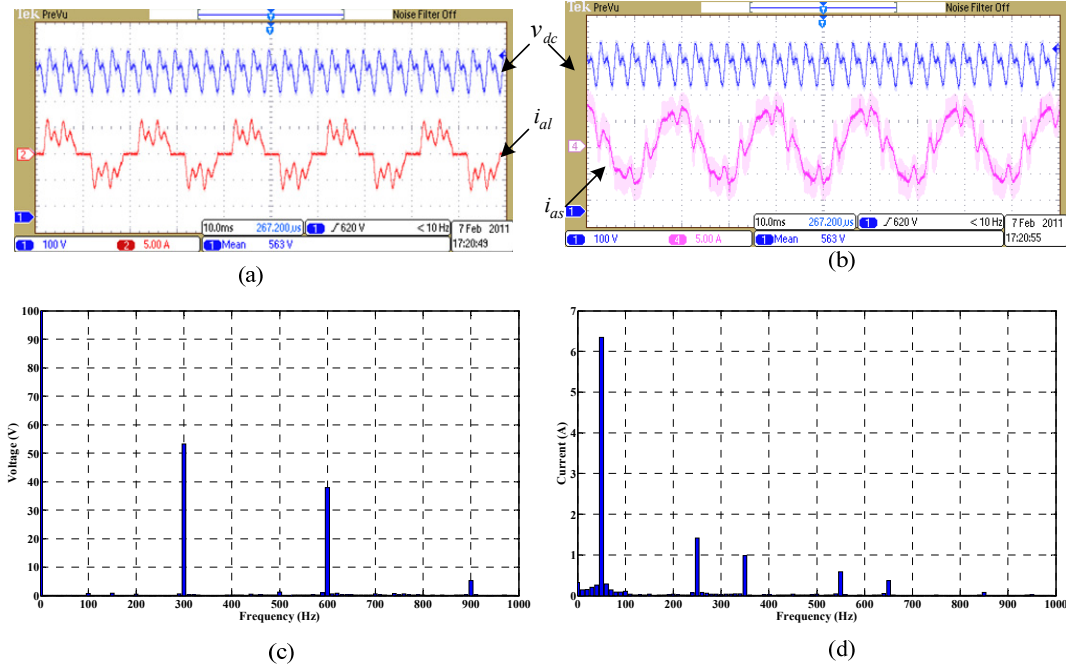 Tek PreVu
Noise Filter Off
T
T
2
1
10.0ms 267.200µs
1 ∫ 620 V < 10 Hz
1 100 V 2 5.00 A
1 Mean 563 V
7 Feb 2011
17:20:49
(a)
v_dc
i_al
i_as
Tek PreVu
Noise Filter Off
T
T
4
1
10.0ms 267.200µs
1 ∫ 620 V < 10 Hz
1 100 V 4 5.00 A
1 Mean 563 V
7 Feb 2011
17:20:55
(b)
Voltage (V)
100
90
80
70
60
50
40
30
20
10
0
0 100 200 300 400 500 600 700 800 900 1000
Frequency (Hz)
(c)
Current (A)
7
6
5
4
3
2
1
0
0 100 200 300 400 500 600 700 800 900 1000
Frequency (Hz)
(d)